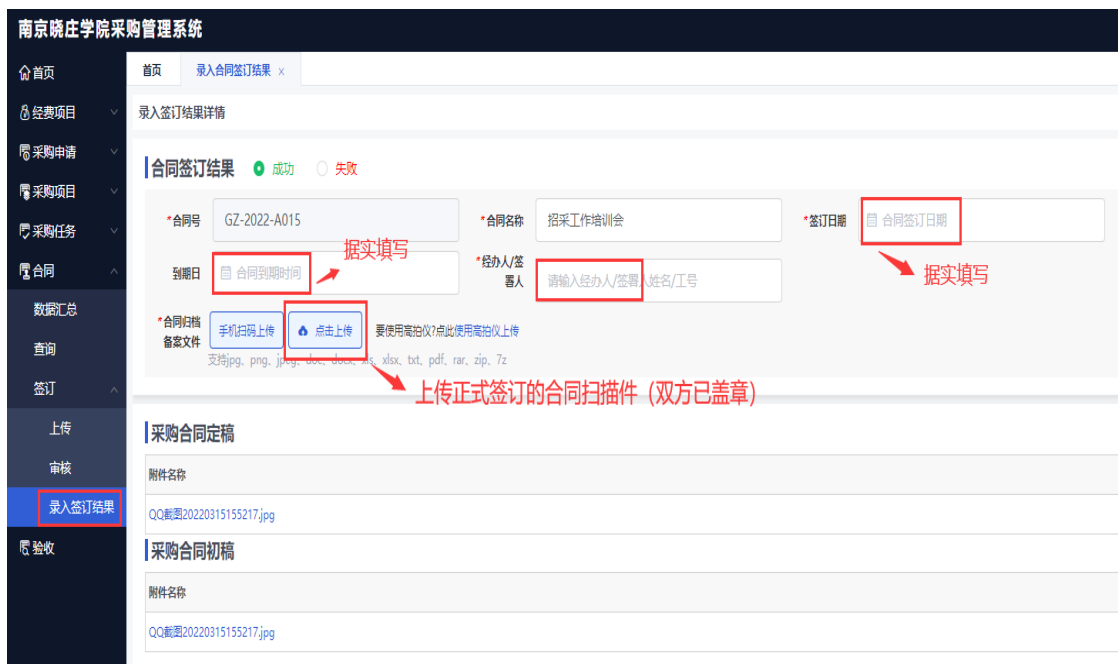 南京晓庄学院采购管理系统
首页
经费项目
采购申请
采购项目
采购任务
合同
数据汇总
查询
签订
上传
审核
录入签订结果
验收
首页 录入合同签订结果 ×
录入签订结果详情
合同签订结果 成功 失败
*合同号 GZ-2022-A015 *合同名称 招采工作培训会 *签订日期 合同签订日期
据实填写
到期日 合同到期时间 *经办人/签署人 请输入经办人/签署人姓名/工号
据实填写
*合同归档备案文件 手机扫码上传 点击上传 要使用高拍仪?点此使用高拍仪上传
支持jpg、png、jpeg、doc、docx、xls、xlsx、txt、pdf、rar、zip、7z
上传正式签订的合同扫描件（双方已盖章）
采购合同定稿
附件名称
QQ截图20220315155217.jpg
采购合同初稿
附件名称
QQ截图20220315155217.jpg